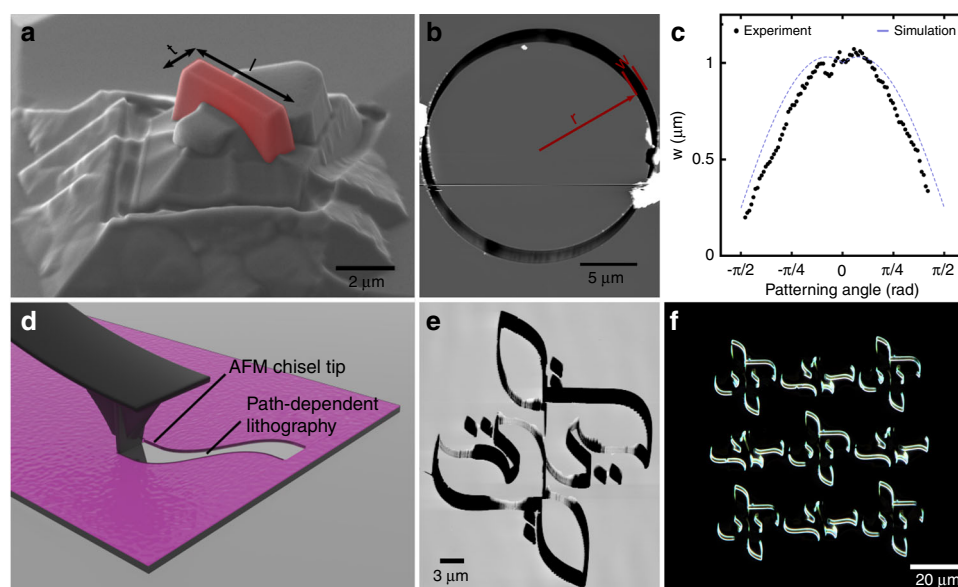 a
t
l
2 μm
b
w
r
5 μm
c
Experiment
Simulation
w (μm)
1
0.5
0
-π/2
-π/4
0
π/4
π/2
Patterning angle (rad)
d
AFM chisel tip
Path-dependent
lithography
e
3 μm
f
20 μm